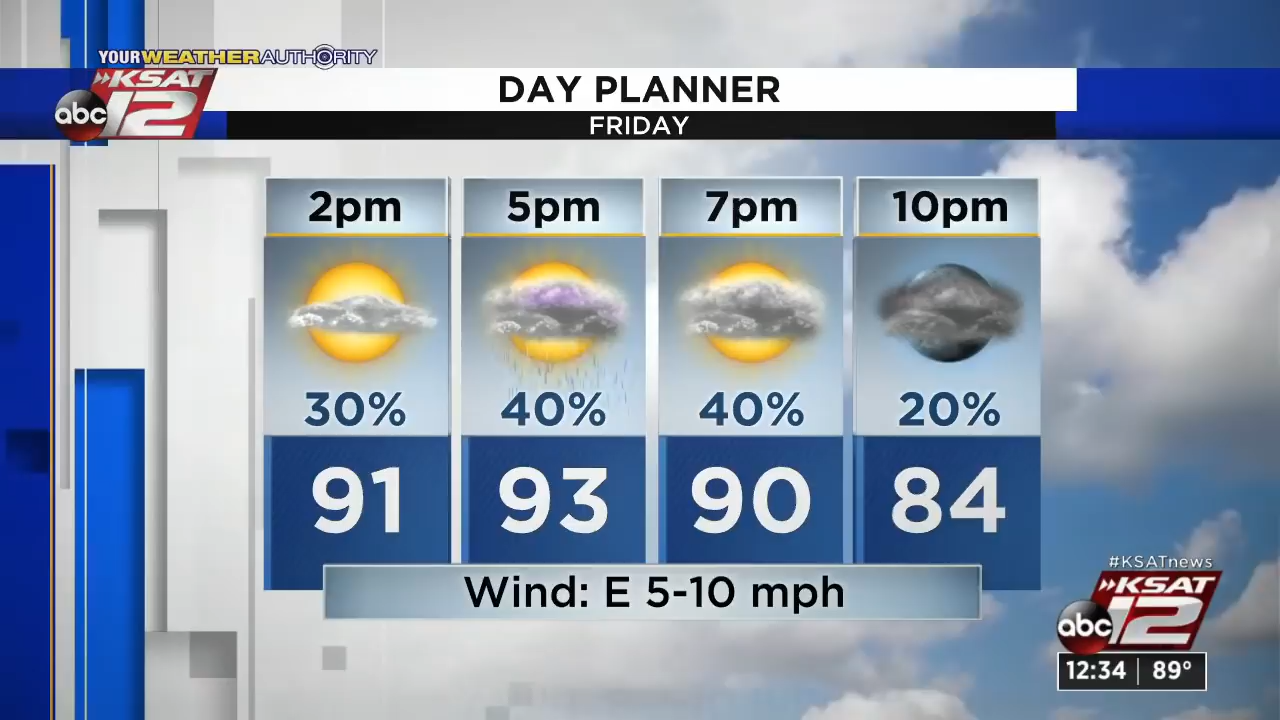 YOURWEATHERAUTHORITY
KSAT
abc 12
DAY PLANNER
FRIDAY
2pm 5pm 7pm 10pm
30% 40% 40% 20%
91 93 90 84
Wind: E 5-10 mph
#KSATnews
KSAT
abc 12
12:34 89°